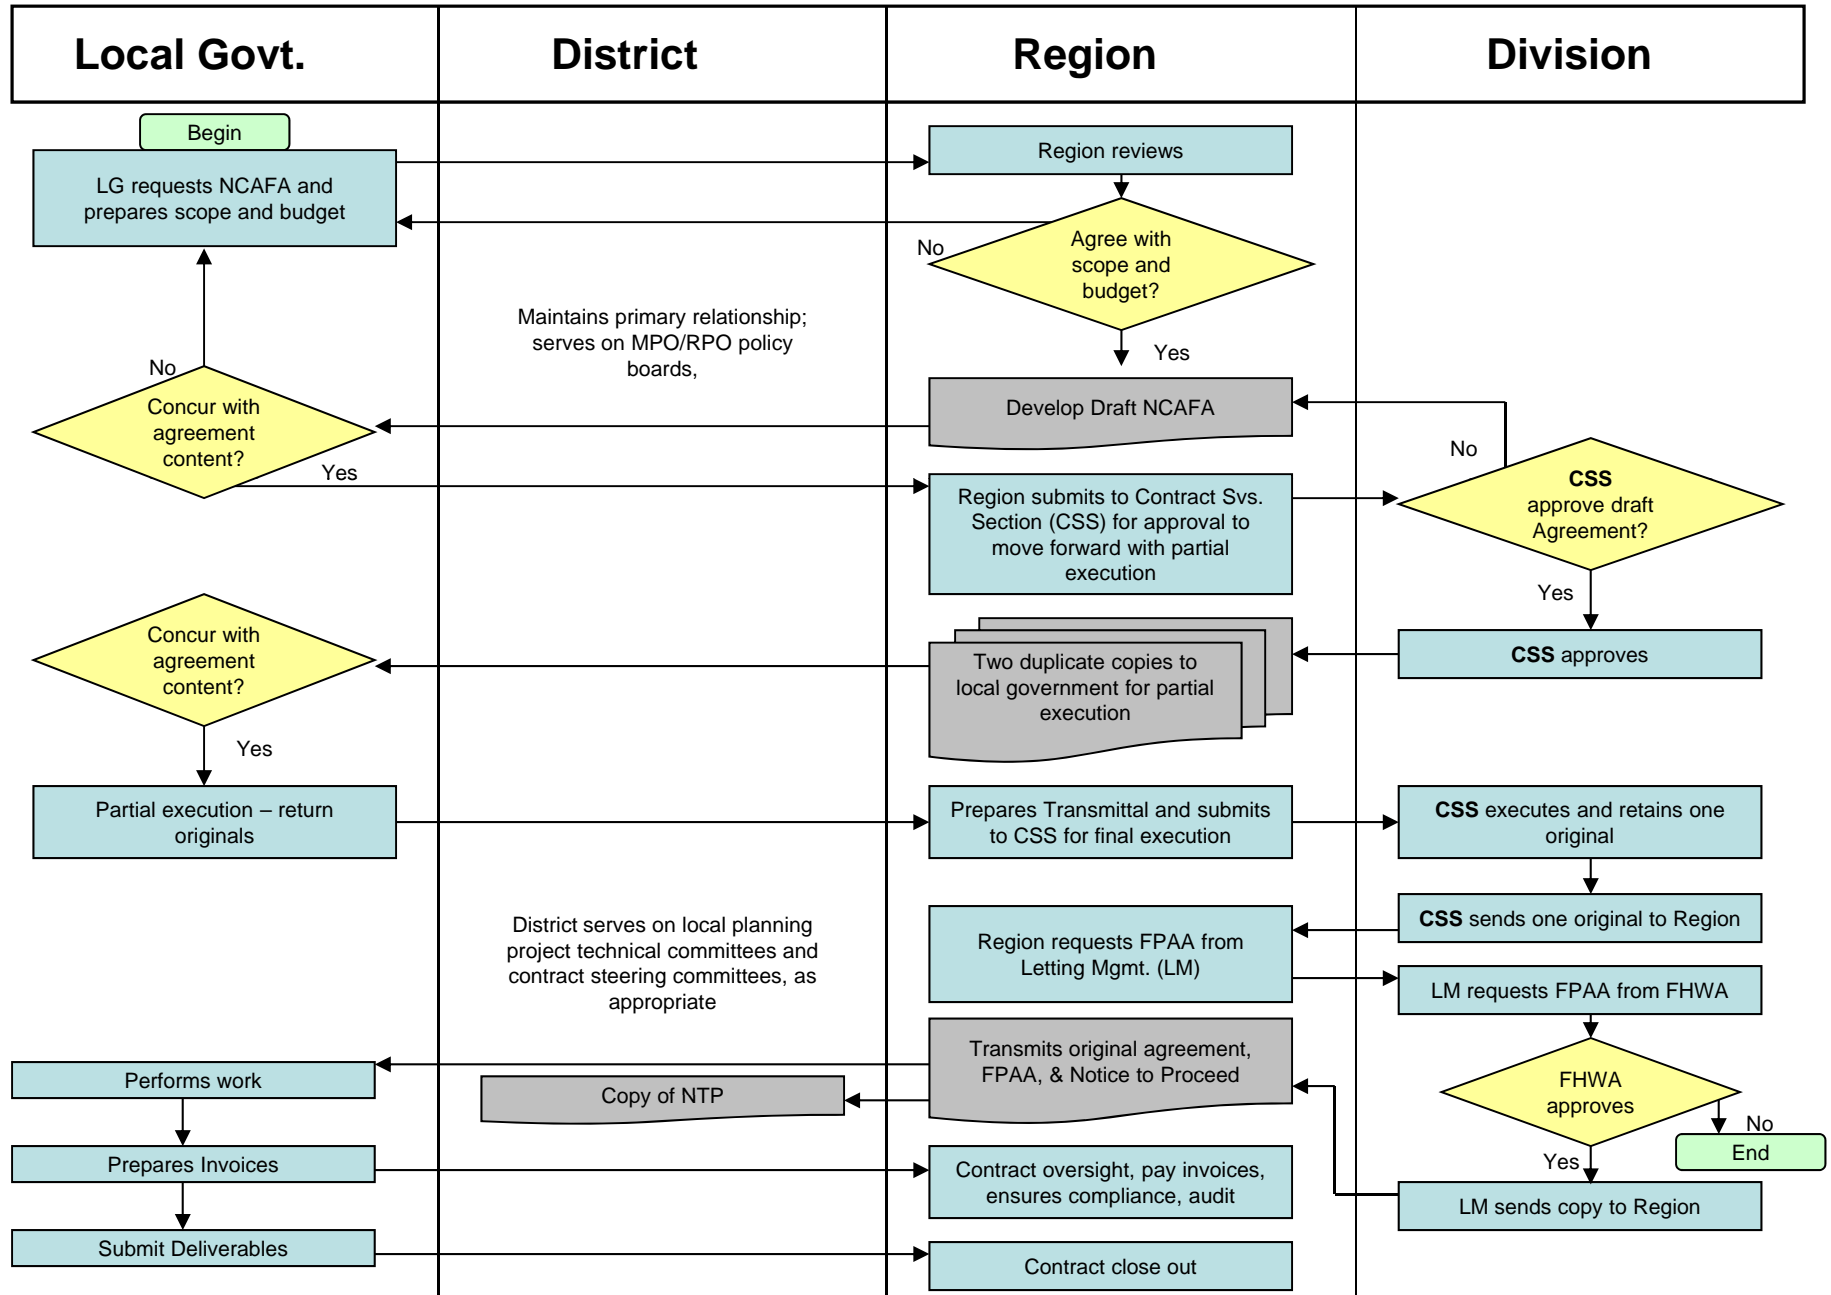 Local Govt.
District
Region
Division
Begin
LG requests NCAFA and
prepares scope and budget
Region reviews
No
Agree with
scope and
budget?
Yes
Maintains primary relationship;
serves on MPO/RPO policy
boards,
No
Concur with
agreement
content?
Yes
Develop Draft NCAFA
No
CSS
approve draft
Agreement?
Yes
Region submits to Contract Svs.
Section (CSS) for approval to
move forward with partial
execution
CSS approves
Two duplicate copies to
local government for partial
execution
Concur with
agreement
content?
Yes
Partial execution – return
originals
Prepares Transmittal and submits
to CSS for final execution
CSS executes and retains one
original
CSS sends one original to Region
District serves on local planning
project technical committees and
contract steering committees, as
appropriate
Region requests FPAA from
Letting Mgmt. (LM)
LM requests FPAA from FHWA
FHWA
approves
No
End
Yes
LM sends copy to Region
Transmits original agreement,
FPAA, & Notice to Proceed
Copy of NTP
Performs work
Prepares Invoices
Contract oversight, pay invoices,
ensures compliance, audit
Submit Deliverables
Contract close out